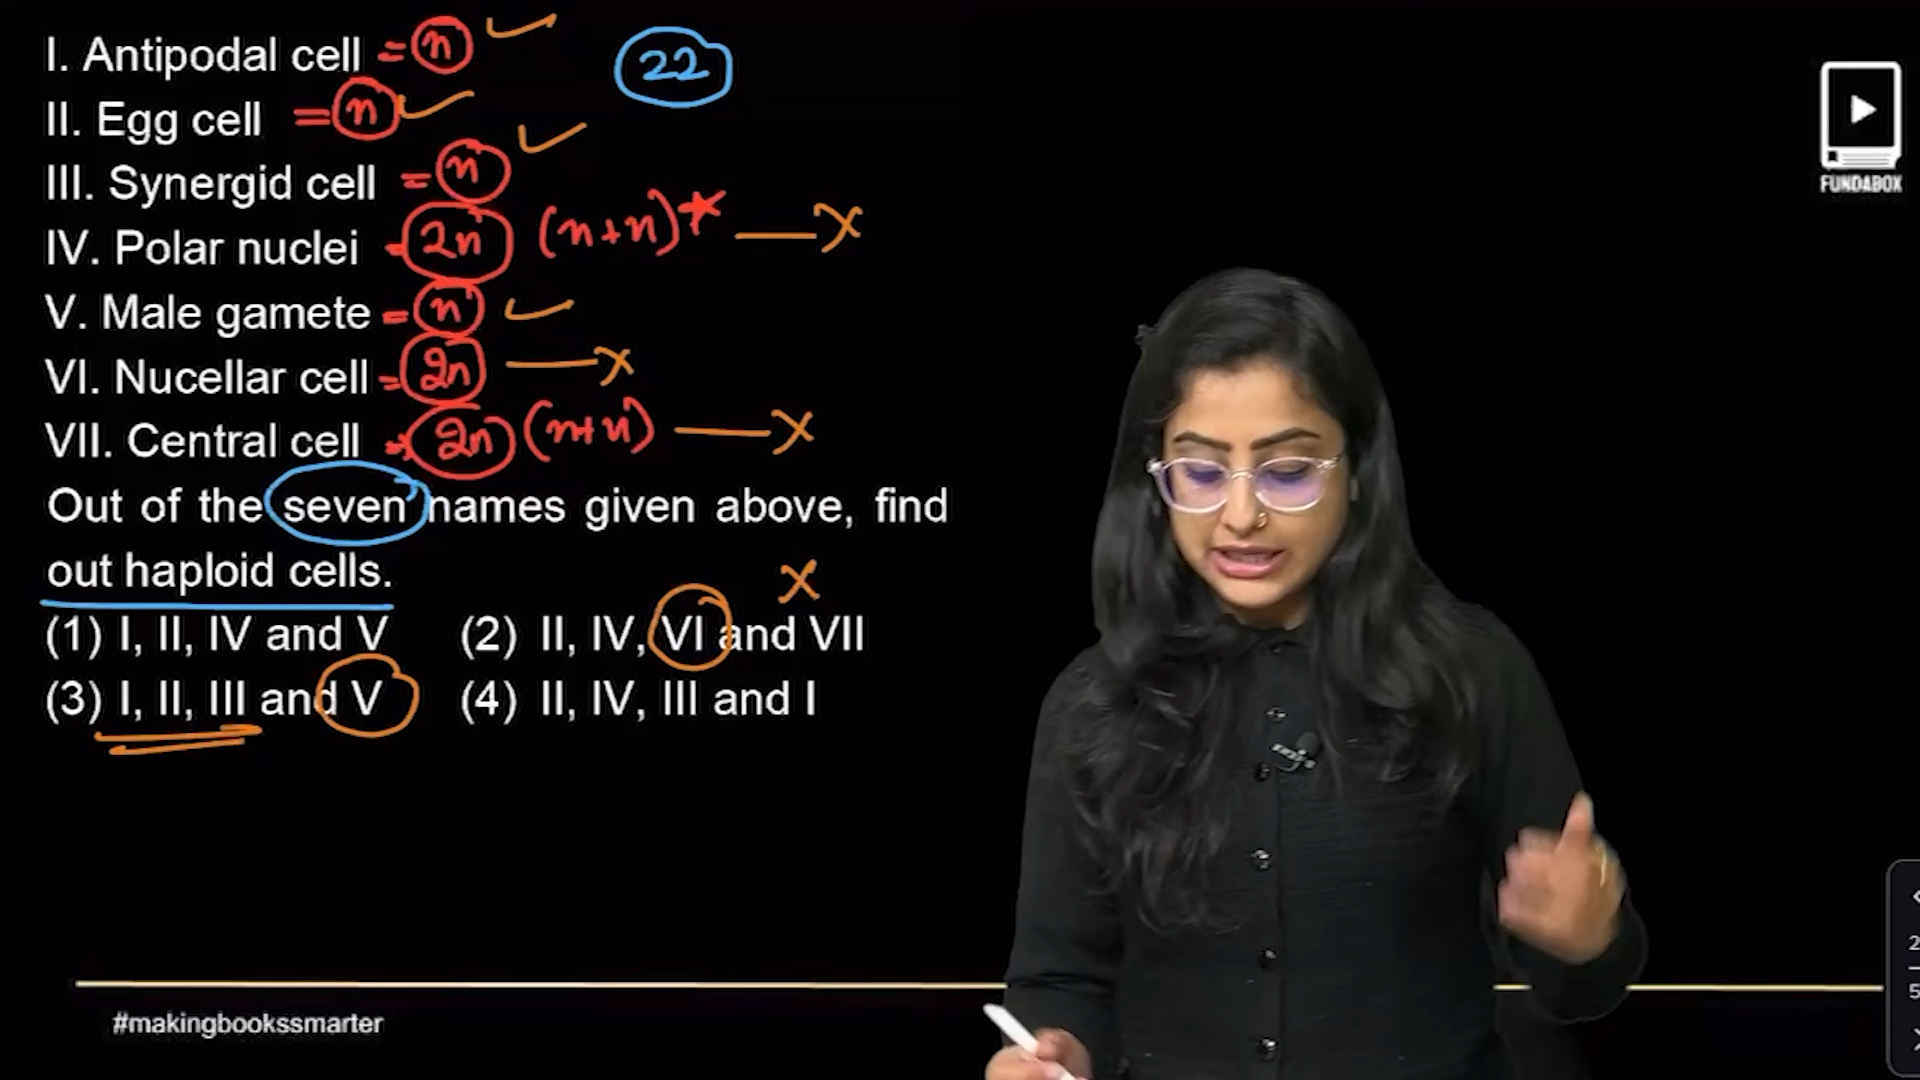 I. Antipodal cell = n ✓
22
II. Egg cell = n ✓
III. Synergid cell = n ✓
IV. Polar nuclei = 2n (n+n)* — X
V. Male gamete = n ✓
VI. Nucellar cell = 2n — X
VII. Central cell = 2n (n+n) — X
Out of the seven names given above, find
out haploid cells.
X
(1) I, II, IV and V (2) II, IV, VI and VII
(3) I, II, III and V (4) II, IV, III and I
FUNDABOX
#makingbookssmarter